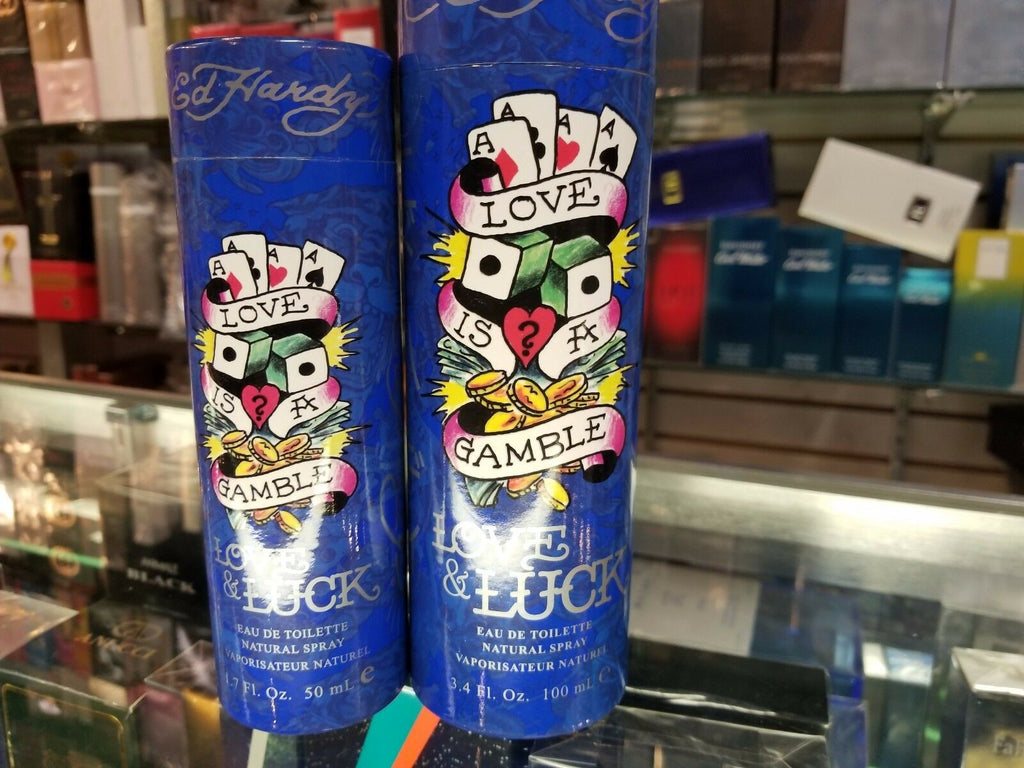 Ed Hardy
A A A A
LOVE
IS ? A
GAMBLE
LOVE
& LUCK
EAU DE TOILETTE
NATURAL SPRAY
VAPORISATEUR NATUREL
1.7 Fl. Oz. 50 mL e
A A A A
LOVE
IS ? A
GAMBLE
LOVE
& LUCK
EAU DE TOILETTE
NATURAL SPRAY
VAPORISATEUR NATUREL
3.4 Fl. Oz. 100 mL e
BLACK